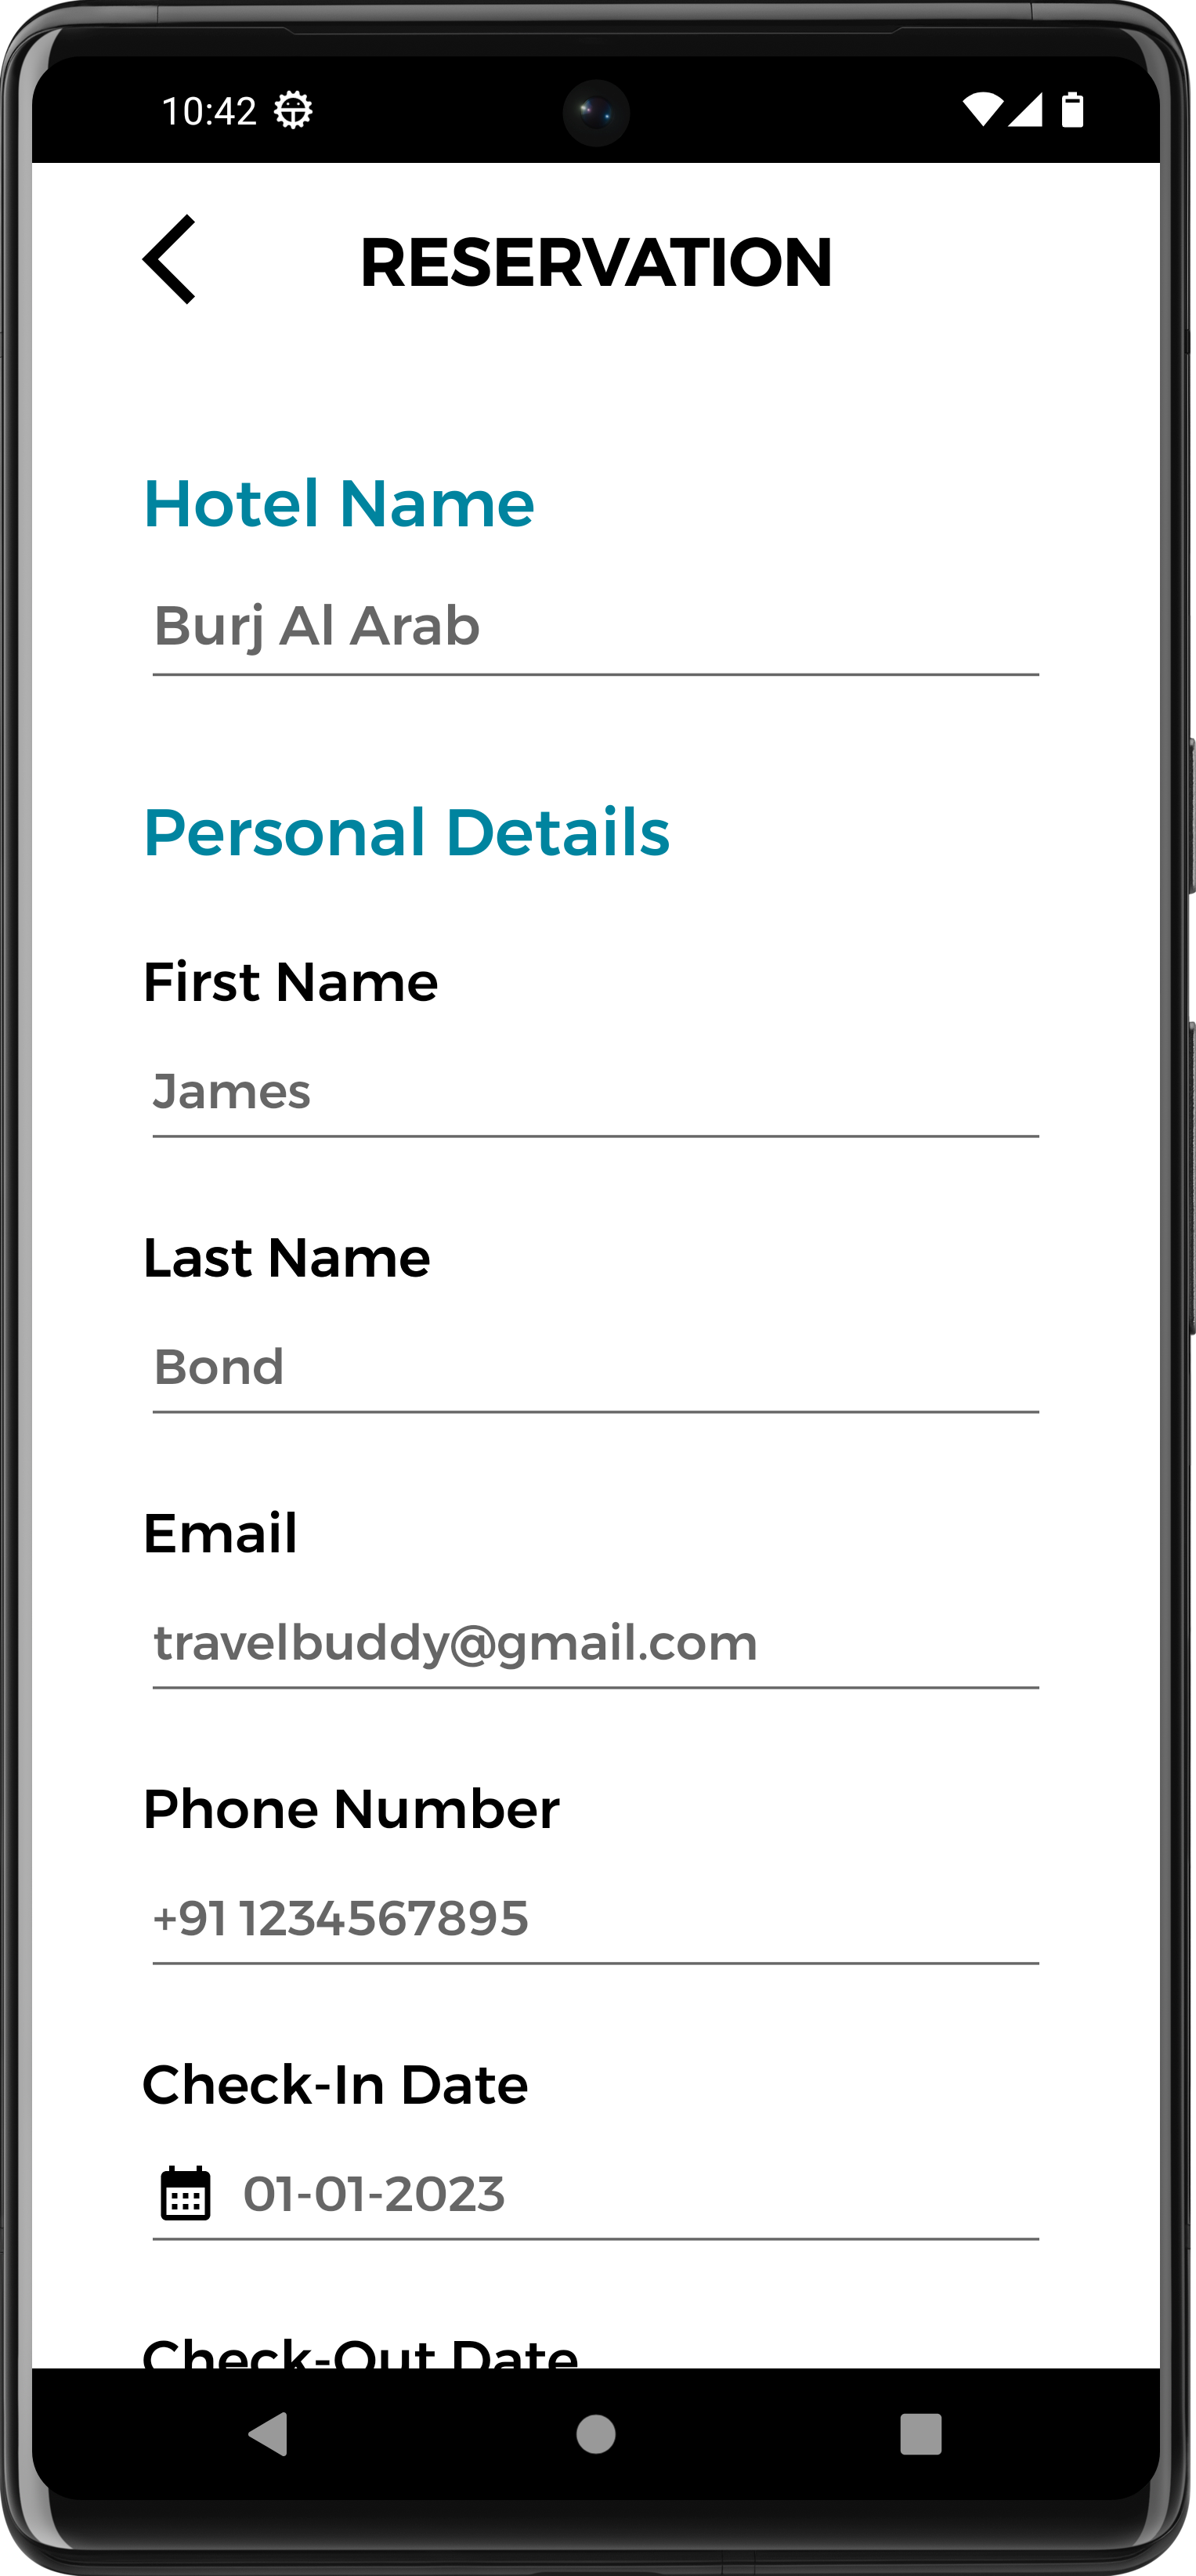 10:42
RESERVATION
Hotel Name
Burj Al Arab
Personal Details
First Name
James
Last Name
Bond
Email
travelbuddy@gmail.com
Phone Number
+91 1234567895
Check-In Date
01-01-2023
Check-Out Date